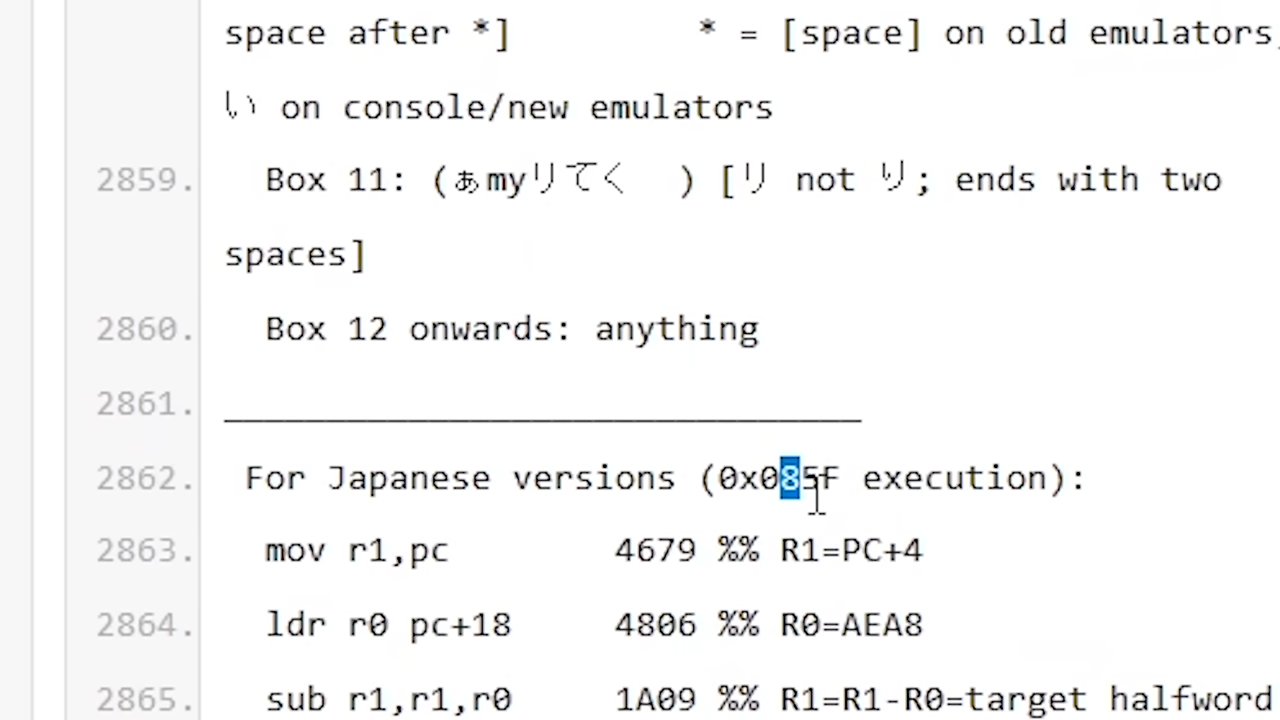 space after *]        * = [space] on old emulators,
い on console/new emulators
2859. Box 11: (ぁmyリてく  ) [リ not り; ends with two
spaces]
2860. Box 12 onwards: anything
2861. _______________________________
2862. For Japanese versions (0x085F execution):
2863. mov r1,pc        4679 %% R1=PC+4
2864. ldr r0 pc+18     4806 %% R0=AEA8
2865. sub r1,r1,r0     1A09 %% R1=R1-R0=target halfword